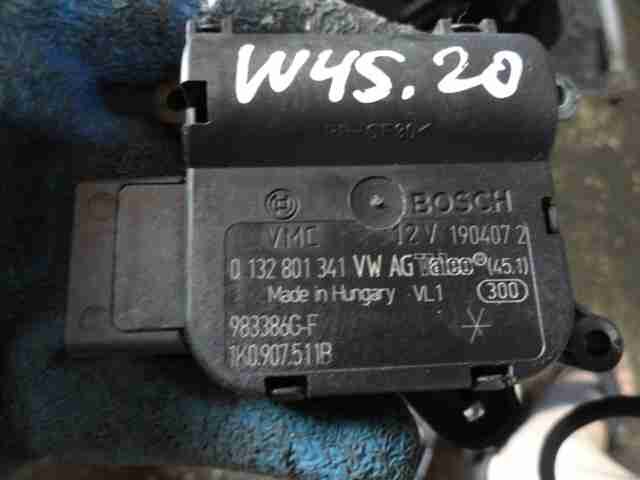 W45.20
BOSCH
VMC 12 V 190407 2
0 132 801 341 VW AG Valeo® (45.1)
Made in Hungary VL1 300
983386G-F
1K0.907.511B